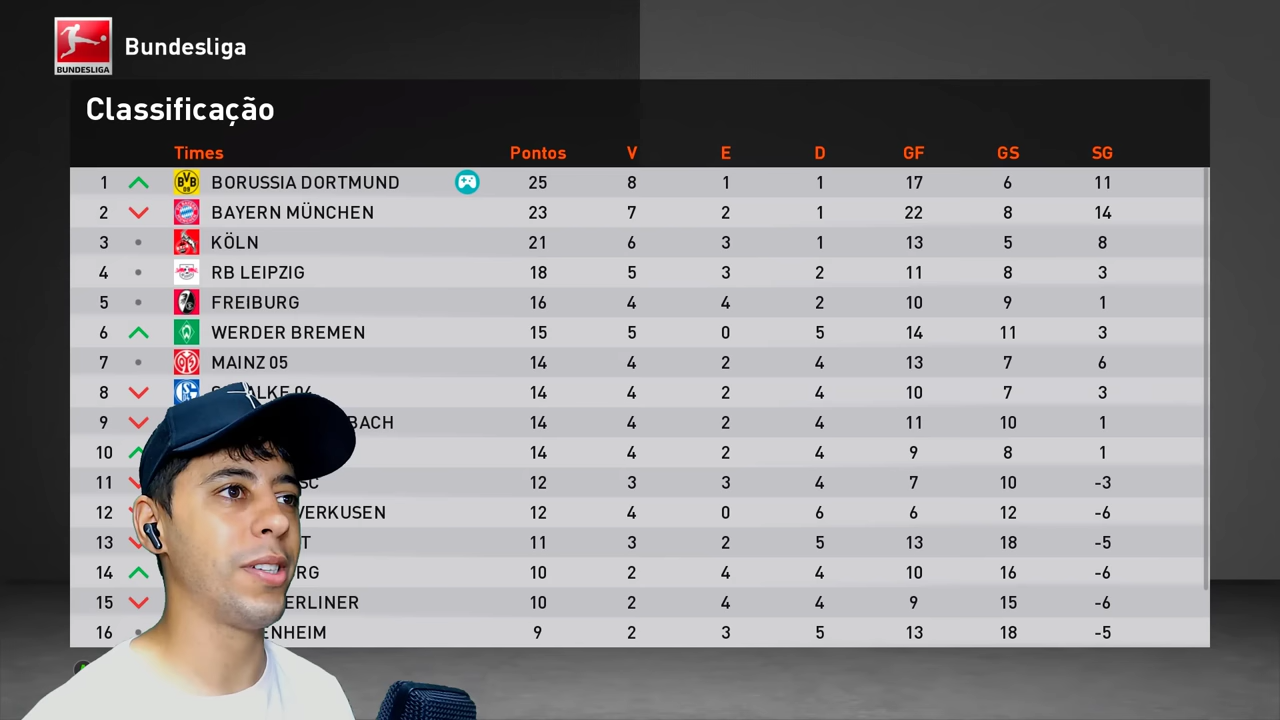 BUNDESLIGA
Bundesliga
Classificação
Times Pontos V E D GF GS SG
1 BORUSSIA DORTMUND 25 8 1 1 17 6 11
2 BAYERN MÜNCHEN 23 7 2 1 22 8 14
3 KÖLN 21 6 3 1 13 5 8
4 RB LEIPZIG 18 5 3 2 11 8 3
5 FREIBURG 16 4 4 2 10 9 1
6 WERDER BREMEN 15 5 0 5 14 11 3
7 MAINZ 05 14 4 2 4 13 7 6
8 14 4 2 4 10 7 3
9 BACH 14 4 2 4 11 10 1
10 14 4 2 4 9 8 1
11 SC 12 3 3 4 7 10 -3
12 VERKUSEN 12 4 0 6 6 12 -6
13 T 11 3 2 5 13 18 -5
14 RG 10 2 4 4 10 16 -6
15 ERLINER 10 2 4 4 9 15 -6
16 ENHEIM 9 2 3 5 13 18 -5